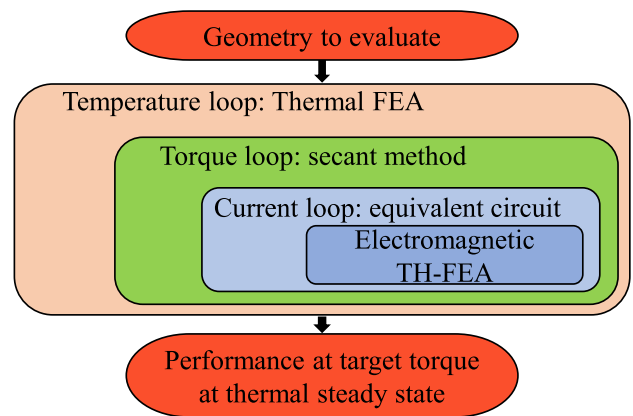 Geometry to evaluate
Temperature loop: Thermal FEA
Torque loop: secant method
Current loop: equivalent circuit
Electromagnetic
TH-FEA
Performance at target torque
at thermal steady state